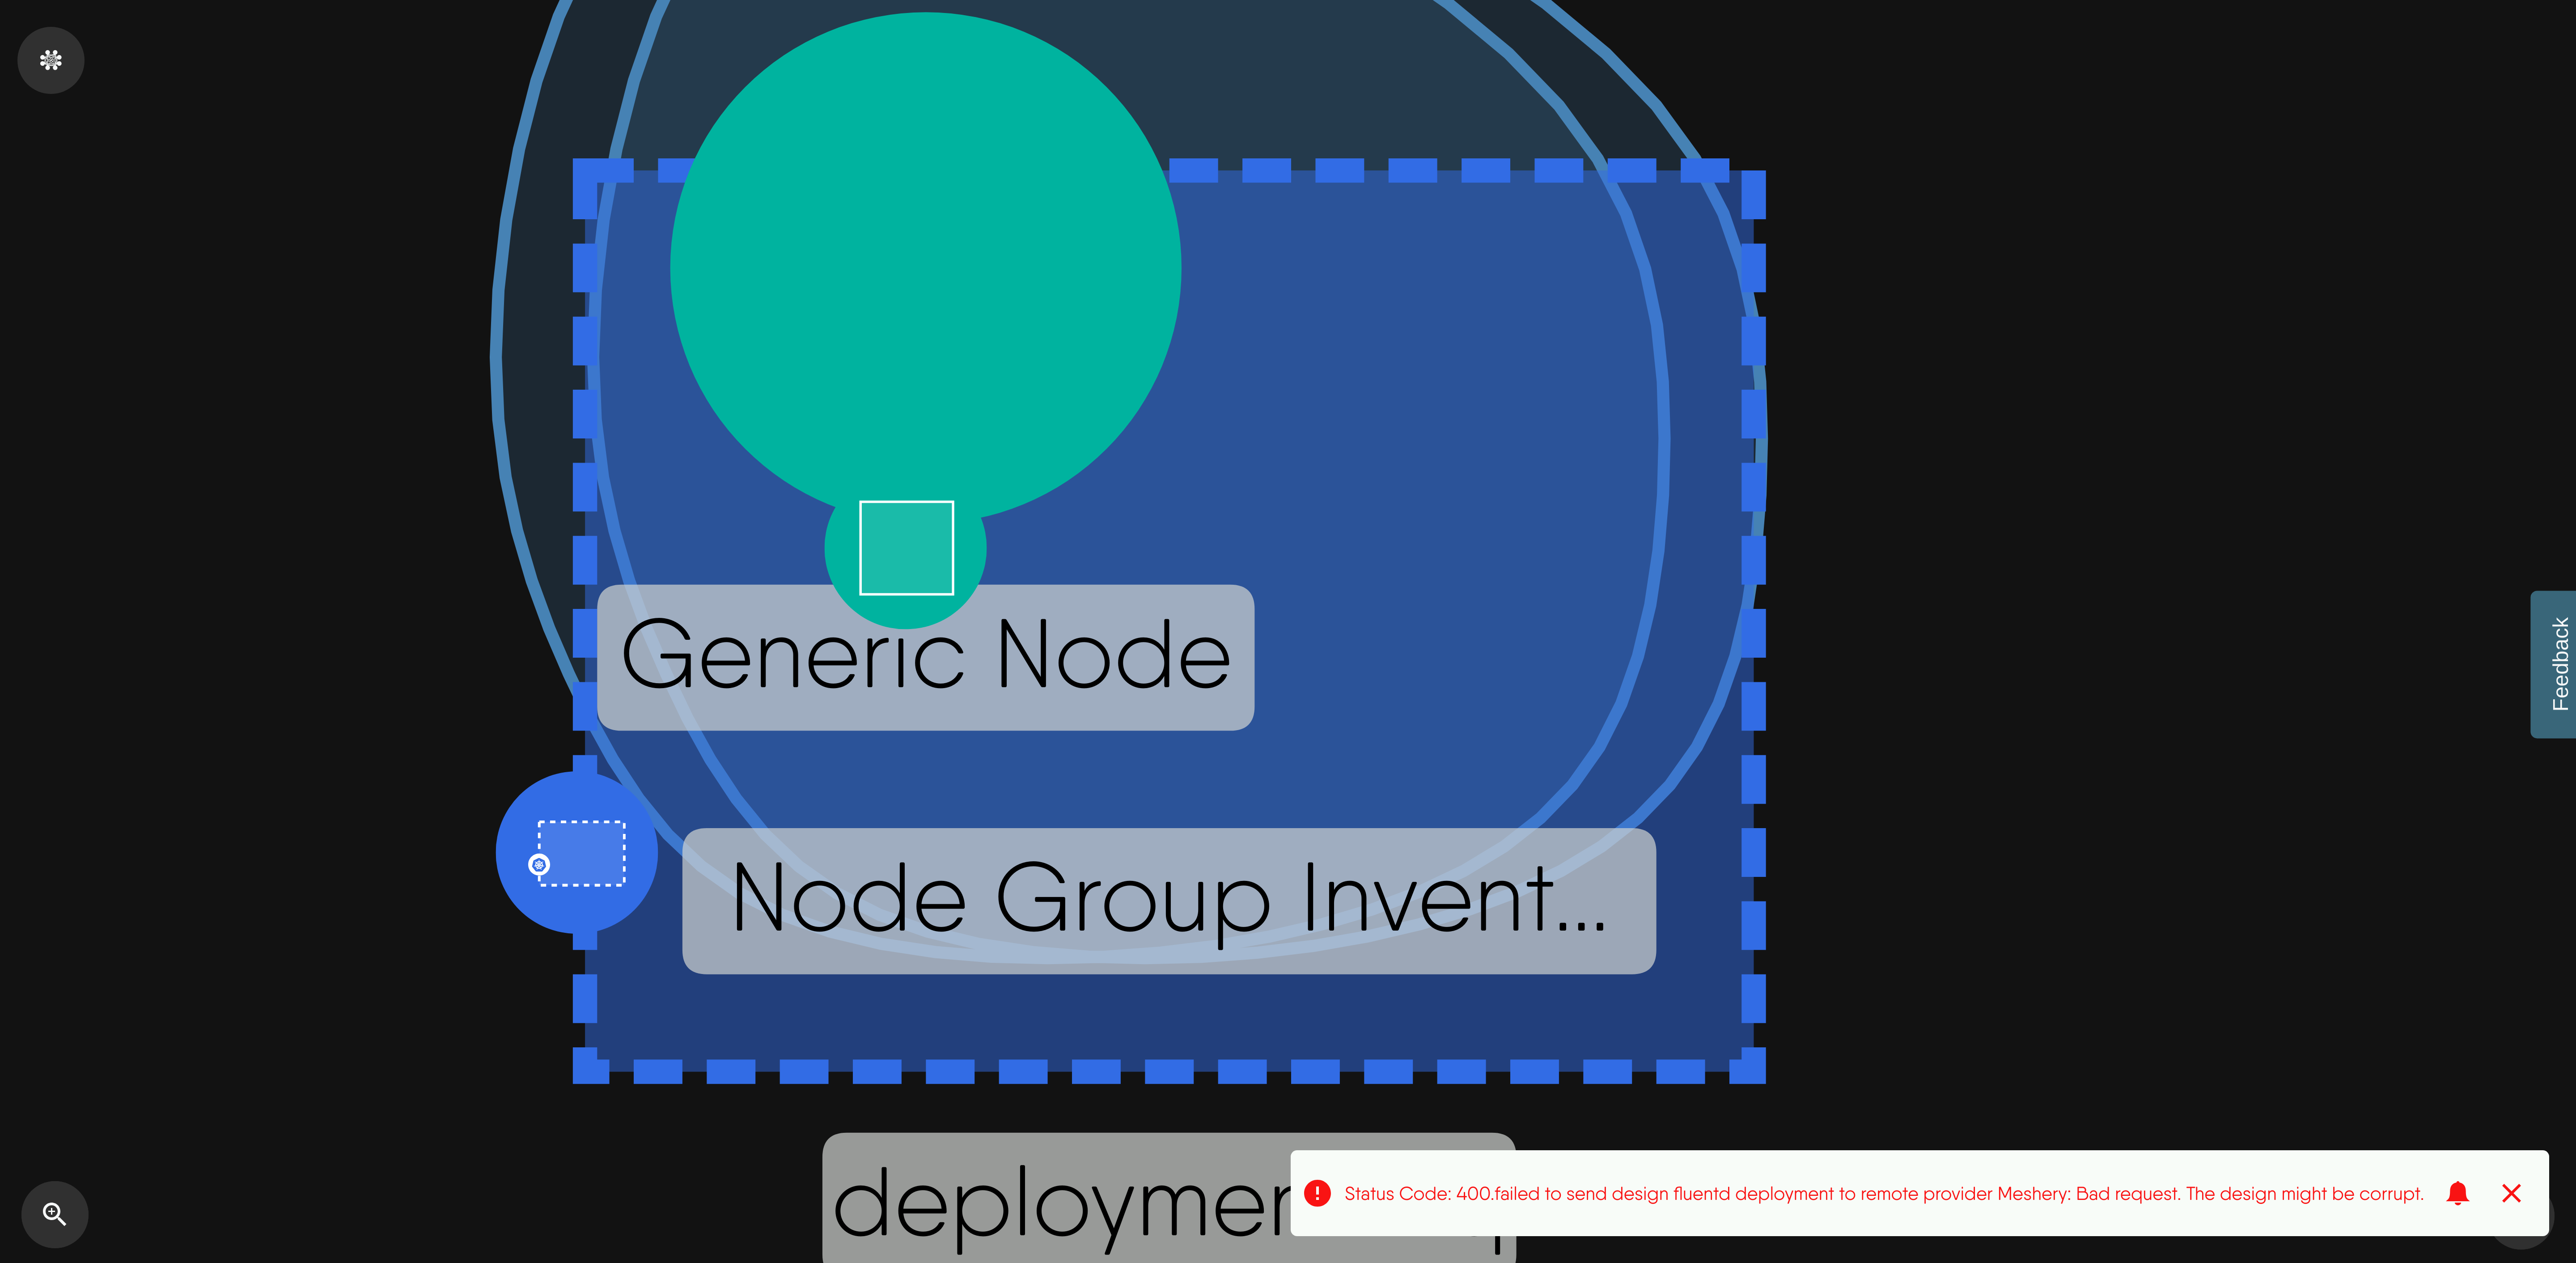 Generic Node
Node Group Invent...
Status Code: 400.failed to send design fluentd deployment to remote provider Meshery: Bad request. The design might be corrupt.
Feedback